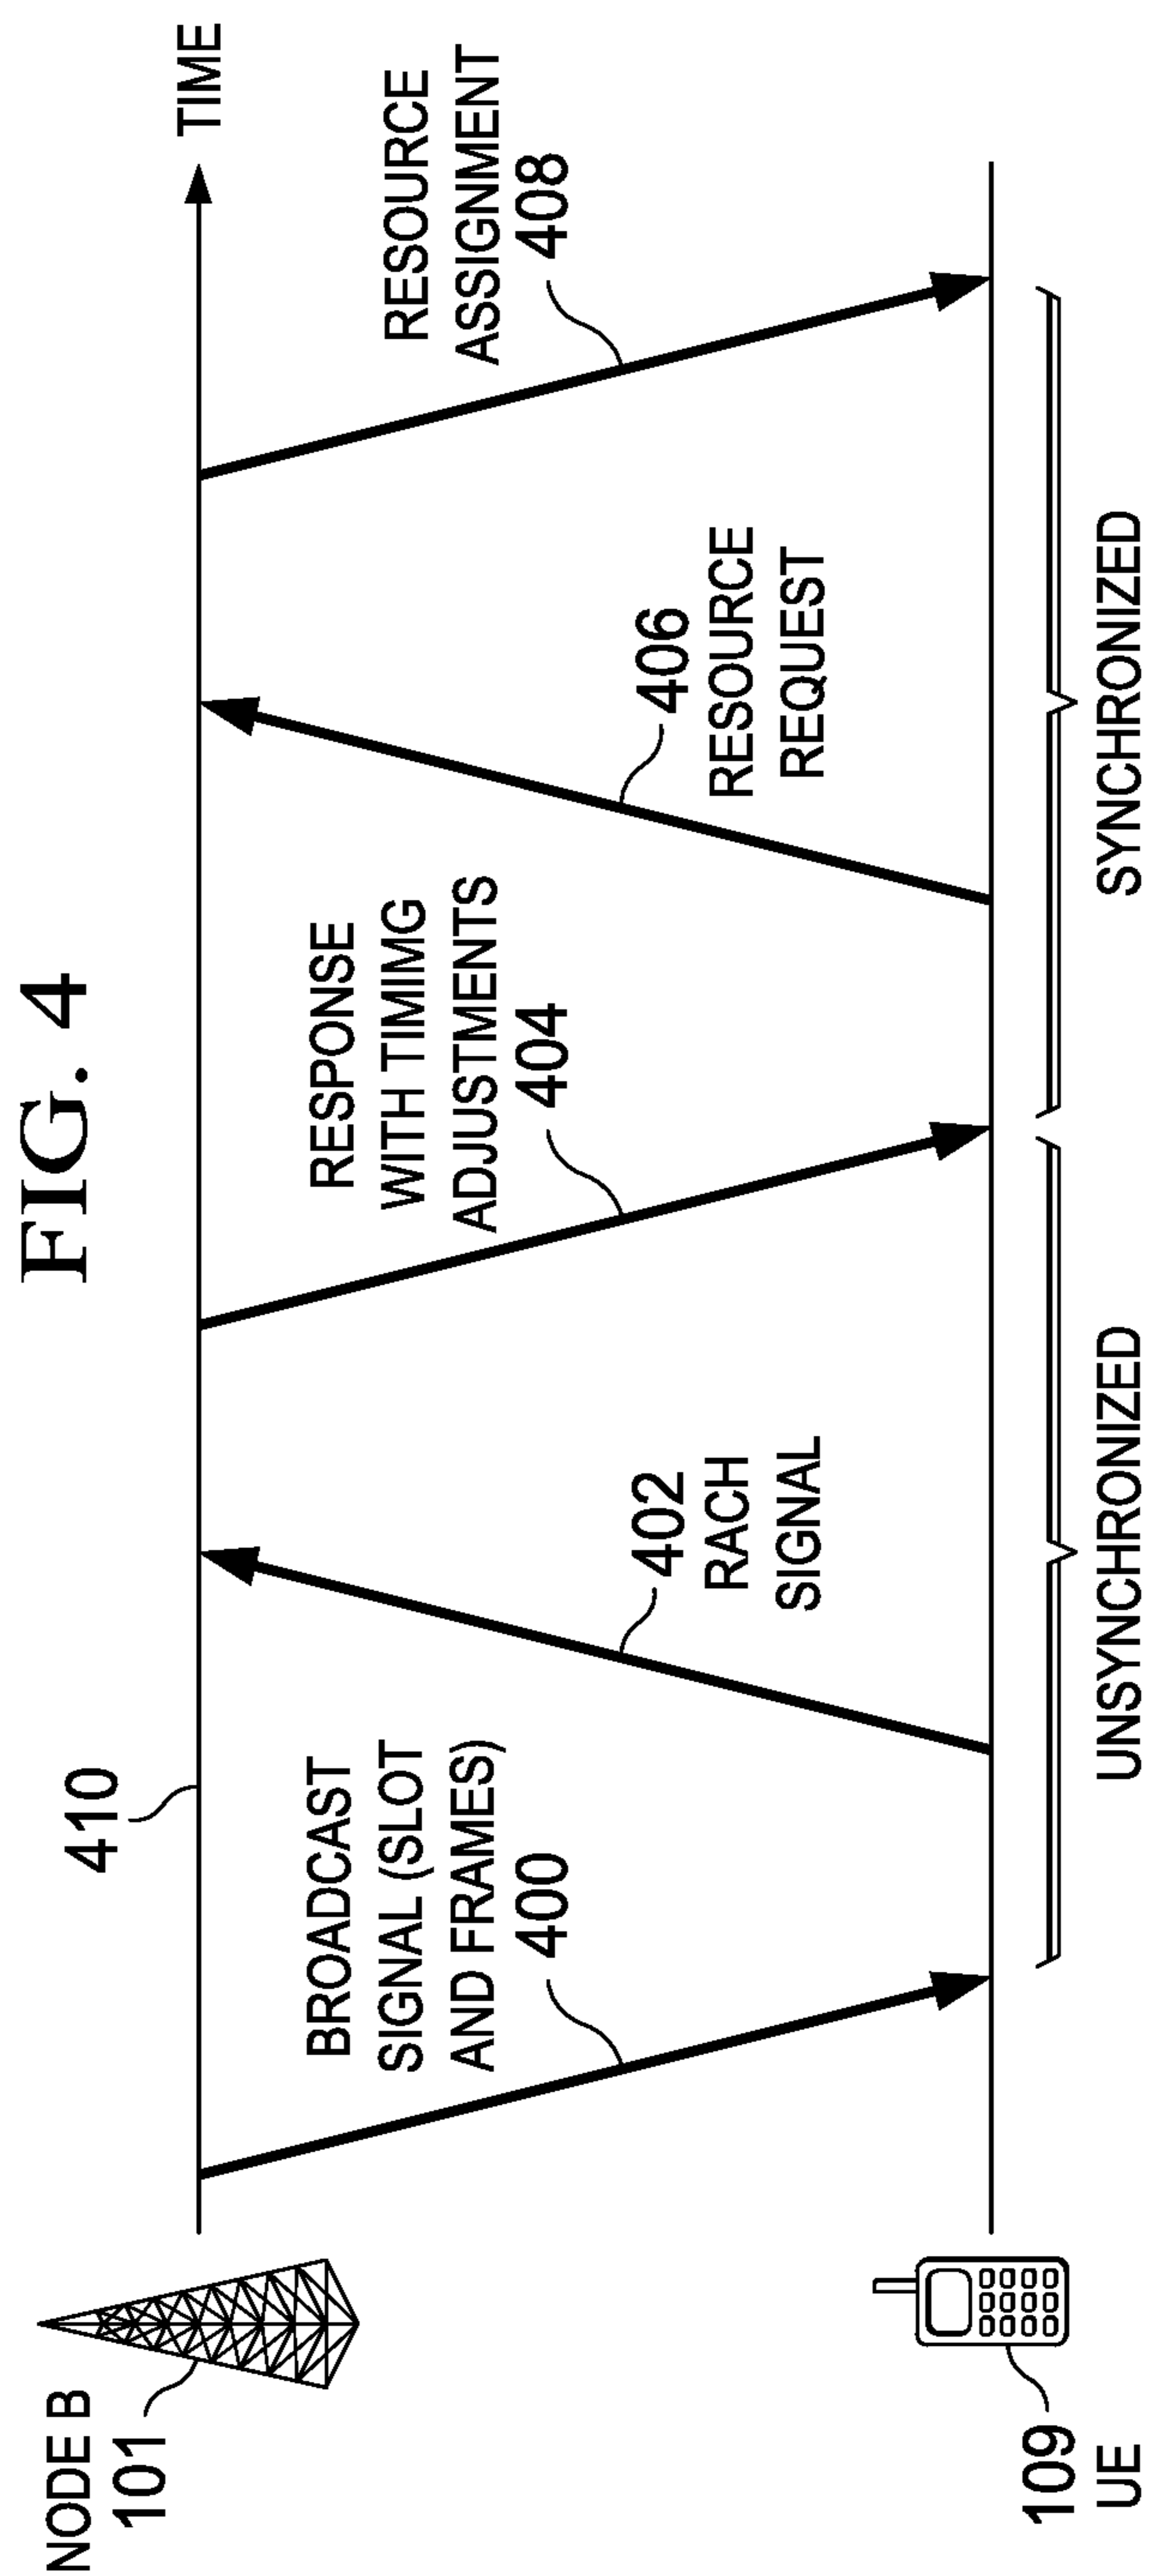 FIG. 4
NODE B
101
410
TIME
BROADCAST
SIGNAL (SLOT
AND FRAMES)
400
402
RACH
SIGNAL
RESPONSE
WITH TIMIMG
ADJUSTMENTS
404
406
RESOURCE
REQUEST
RESOURCE
ASSIGNMENT
408
109
UE
UNSYNCHRONIZED
SYNCHRONIZED